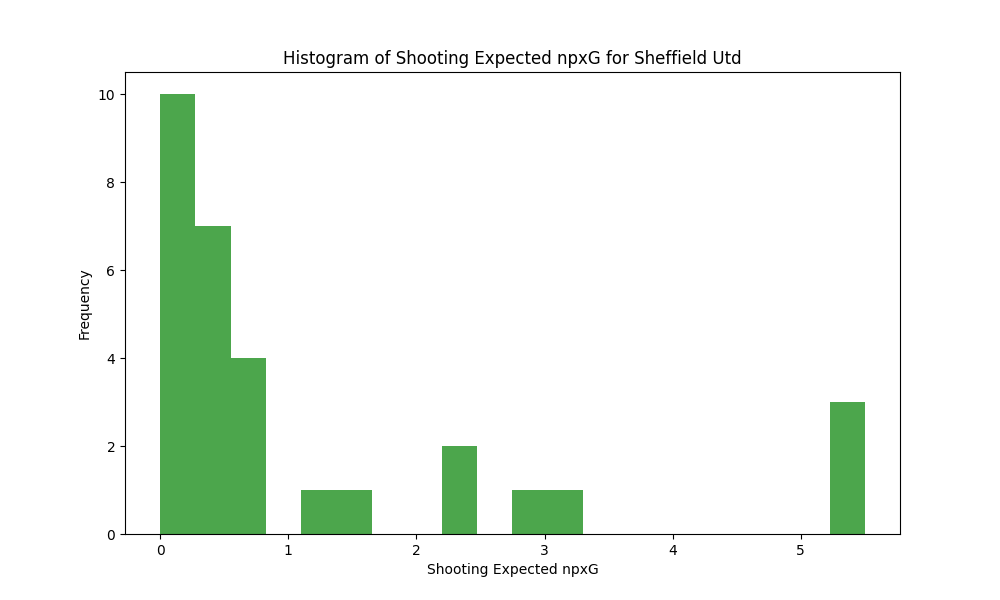 Histogram of Shooting Expected npxG for Sheffield Utd
10
8
6
4
2
0
Frequency
0 1 2 3 4 5
Shooting Expected npxG